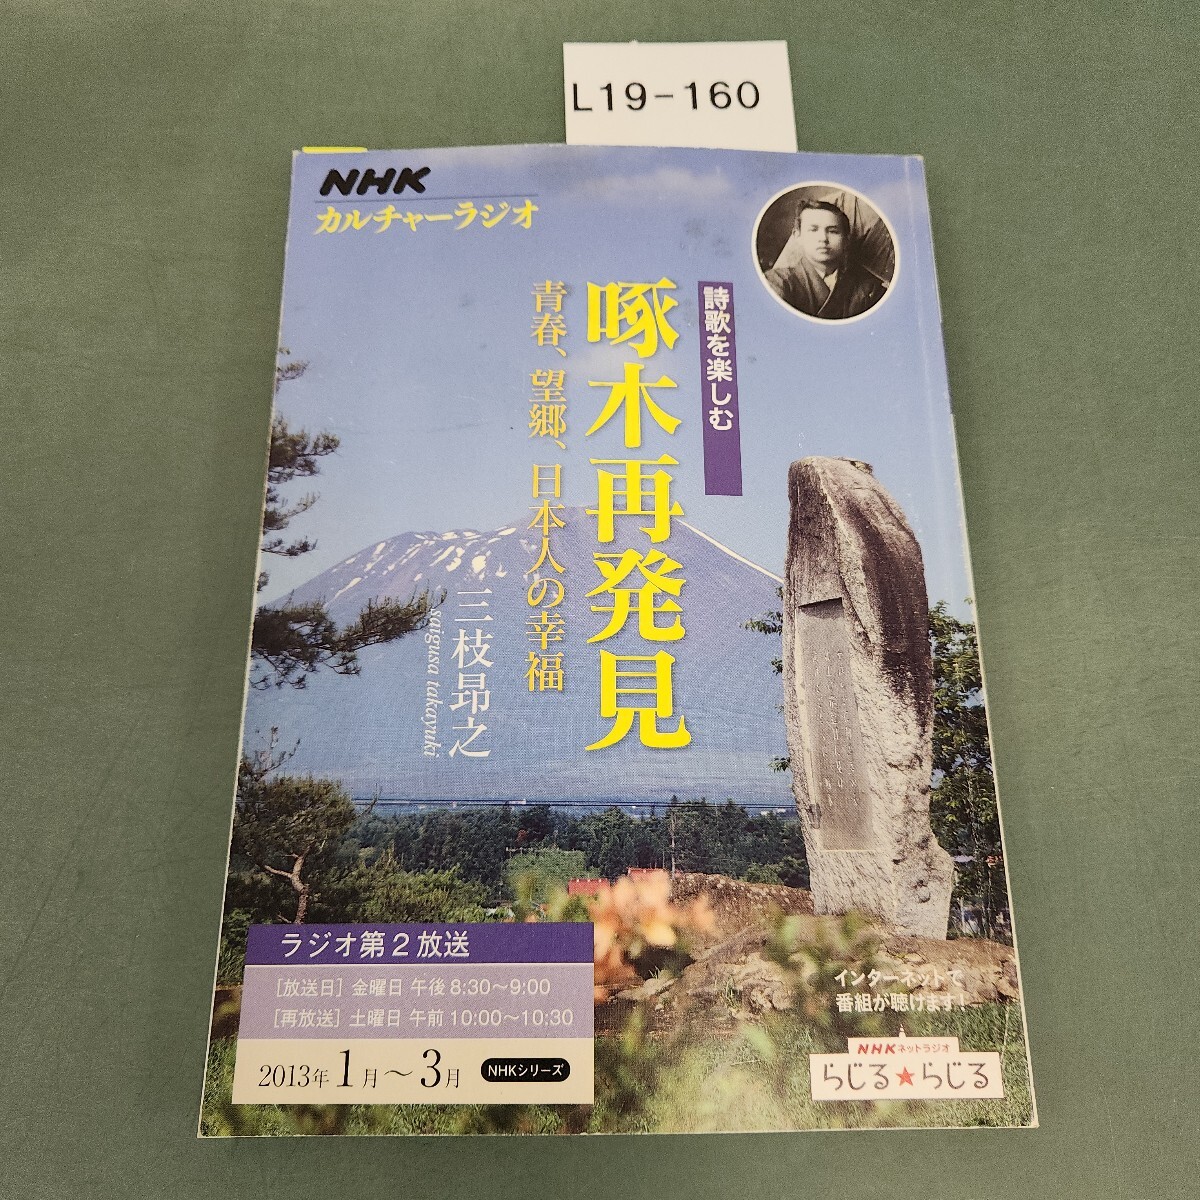 L19-160
NHK
カルチャーラジオ
詩歌を楽しむ
啄木再発見
青春、望郷、日本人の幸福
三枝昂之
saigusa takayuki
ラジオ第2放送
［放送日］金曜日 午後8:30〜9:00
［再放送］土曜日 午前10:00〜10:30
2013年1月〜3月
NHKシリーズ
インターネットで
番組が聴けます!
NHKネットラジオ
らじる★らじる